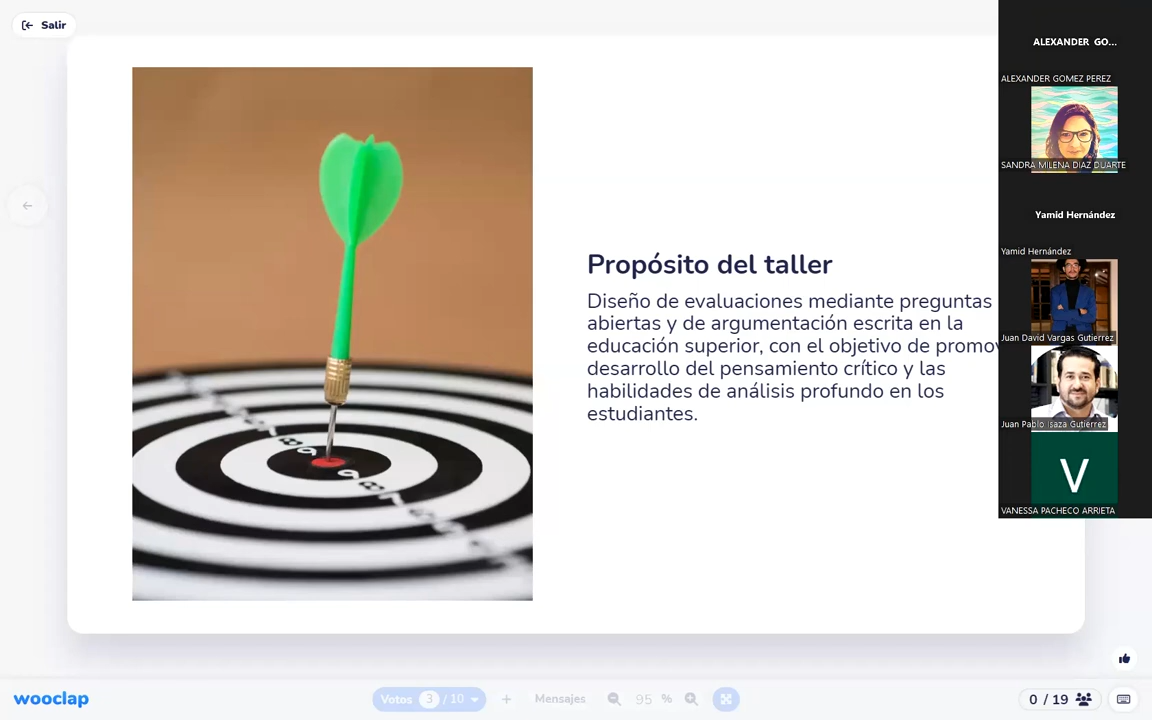 Salir
Propósito del taller
Diseño de evaluaciones mediante preguntas
abiertas y de argumentación escrita en la
educación superior, con el objetivo de
desarrollo del pensamiento crítico y las
habilidades de análisis profundo en los
estudiantes.
ALEXANDER GO...
ALEXANDER GOMEZ PEREZ
SANDRA MILENA DIAZ DUARTE
Yamid Hernández
Yamid Hernández
Juan David Vargas Gutierrez
Juan Pablo Isaza Gutierrez
V
VANESSA PACHECO ARRIETA
wooclap
Votos 3 / 10
Mensajes
95 %
0 / 19